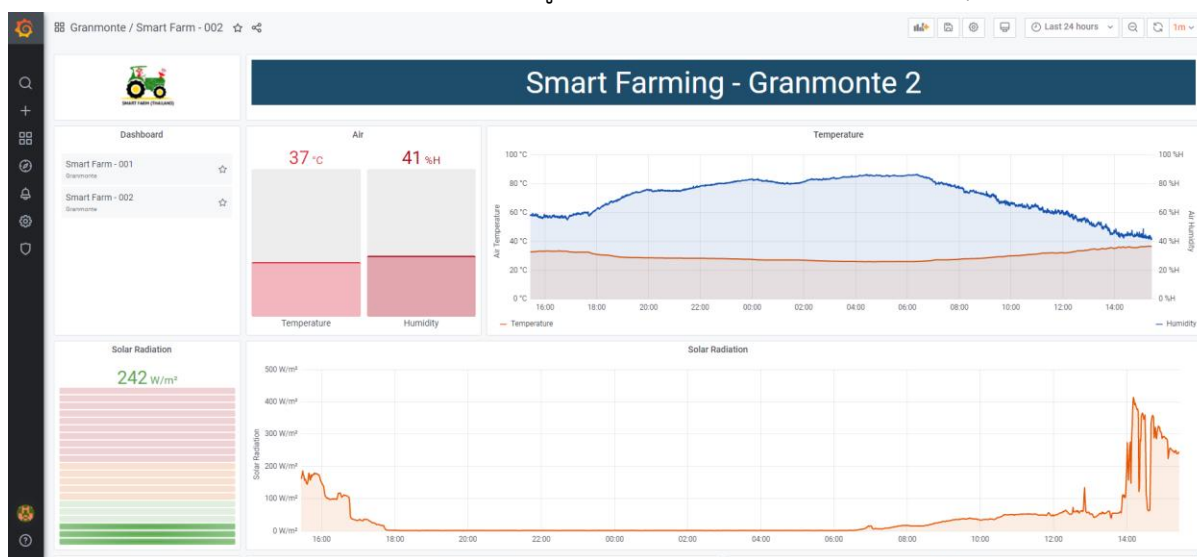 Granmonte / Smart Farm - 002
Last 24 hours
1m
SMART FARM (THAILAND)
Smart Farming - Granmonte 2
Dashboard
Smart Farm - 001
Granmonte
Smart Farm - 002
Granmonte
Air
37 °C
41 %H
Temperature
Humidity
Temperature
100 °C
80 °C
60 °C
40 °C
20 °C
0 °C
Air Temperature
100 %H
80 %H
60 %H
40 %H
20 %H
0 %H
Air Humidity
16:00 18:00 20:00 22:00 00:00 02:00 04:00 06:00 08:00 10:00 12:00 14:00
Temperature
Humidity
Solar Radiation
242 W/m²
Solar Radiation
500 W/m²
400 W/m²
300 W/m²
200 W/m²
100 W/m²
0 W/m²
Solar Radiation
16:00 18:00 20:00 22:00 00:00 02:00 04:00 06:00 08:00 10:00 12:00 14:00